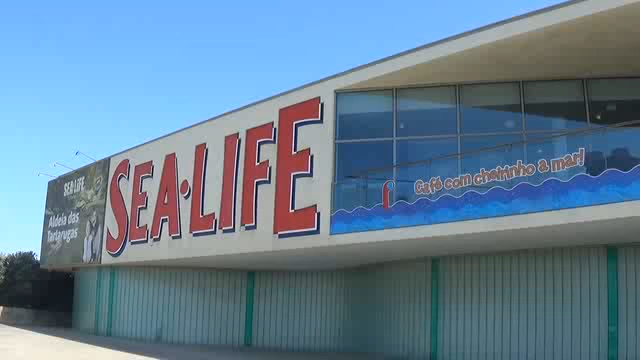 SEA LIFE
Aldeia das
Tartarugas
SEA·LIFE
Café com cheirinho a mar!